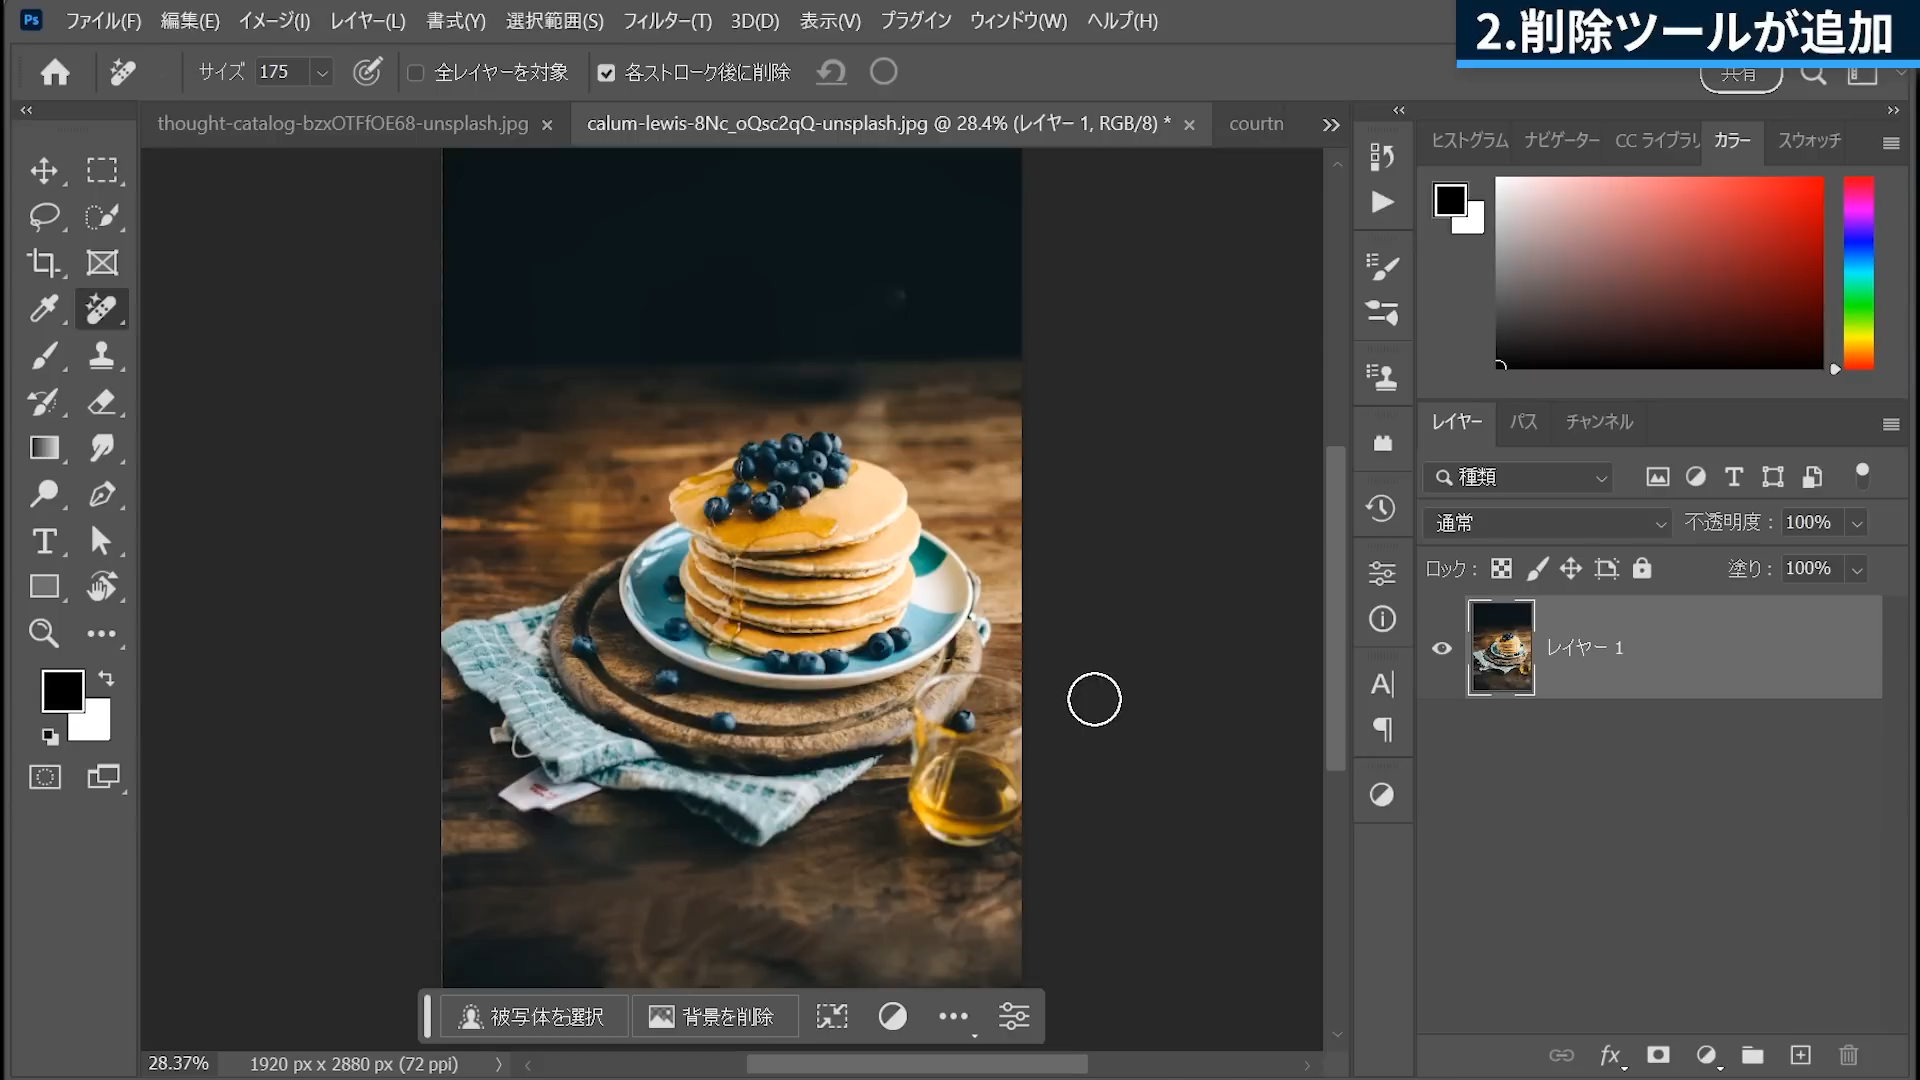 Ps ファイル(F) 編集(E) イメージ(I) レイヤー(L) 書式(Y) 選択範囲(S) フィルター(T) 3D(D) 表示(V) プラグイン ウィンドウ(W) ヘルプ(H)
2.削除ツールが追加
サイズ 175 全レイヤーを対象 各ストローク後に削除 共有
thought-catalog-bzxOTFfOE68-unsplash.jpg × calum-lewis-8Nc_oQsc2qQ-unsplash.jpg @ 28.4% (レイヤー 1, RGB/8) * × courtn
ヒストグラム ナビゲーター CC ライブラリ カラー スウォッチ
レイヤー パス チャンネル
種類
通常 不透明度: 100%
ロック: 塗り: 100%
レイヤー 1
被写体を選択 背景を削除
28.37% 1920 px x 2880 px (72 ppi)